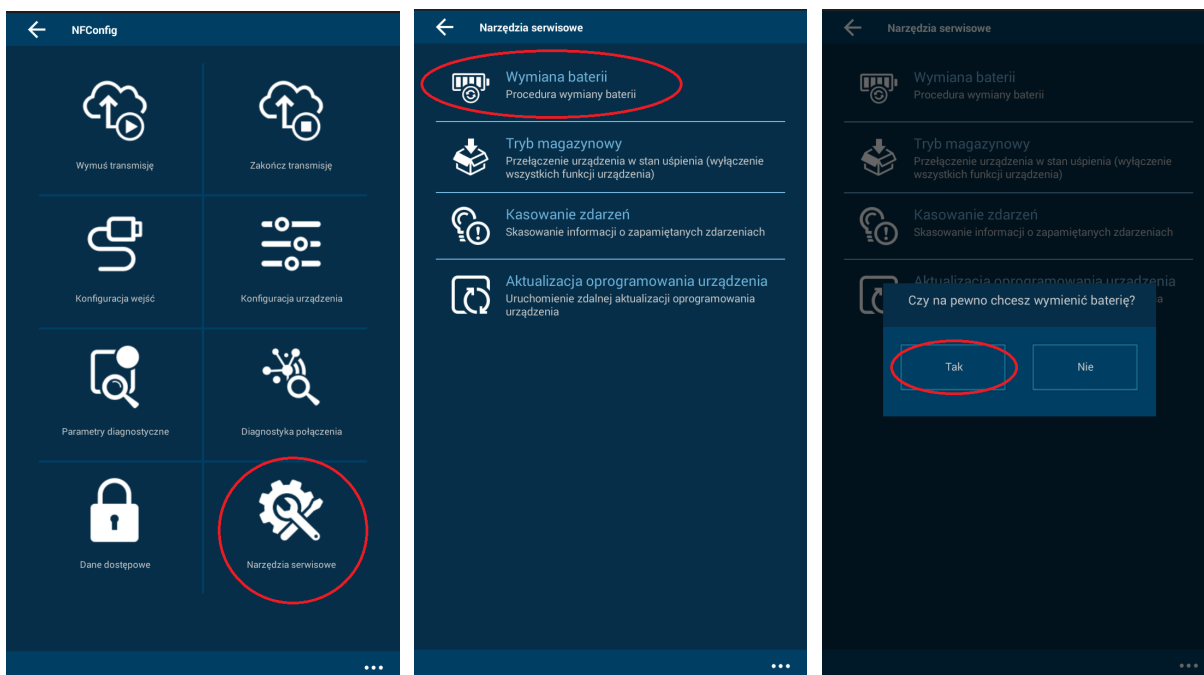 NFConfig
Wymuś transmisję
Zakończ transmisję
Konfiguracja wejść
Konfiguracja urządzenia
Parametry diagnostyczne
Diagnostyka połączenia
Dane dostępowe
Narzędzia serwisowe
Narzędzia serwisowe
Wymiana baterii
Procedura wymiany baterii
Tryb magazynowy
Przełączenie urządzenia w stan uśpienia (wyłączenie
wszystkich funkcji urządzenia)
Kasowanie zdarzeń
Skasowanie informacji o zapamiętanych zdarzeniach
Aktualizacja oprogramowania urządzenia
Uruchomienie zdalnej aktualizacji oprogramowania
urządzenia
Narzędzia serwisowe
Wymiana baterii
Procedura wymiany baterii
Tryb magazynowy
Przełączenie urządzenia w stan uśpienia (wyłączenie
wszystkich funkcji urządzenia)
Kasowanie zdarzeń
Skasowanie informacji o zapamiętanych zdarzeniach
Aktualizacja oprogramowania urządzenia
Czy na pewno chcesz wymienić baterię?
Tak
Nie